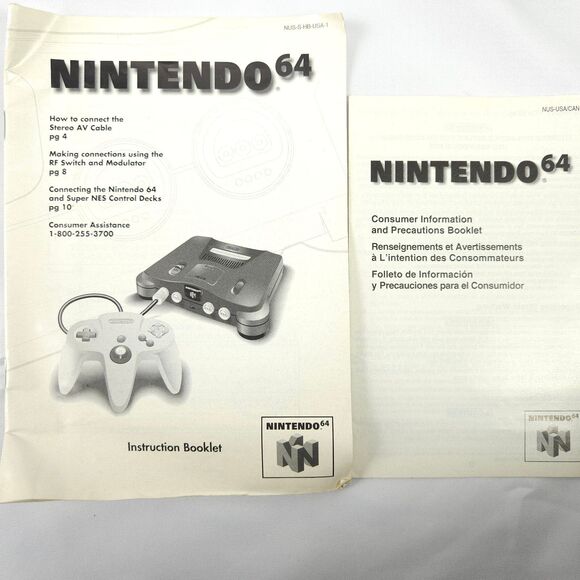 NUS-S-HB-USA-1
NINTENDO64
How to connect the
Stereo AV Cable
pg 4
Making connections using the
RF Switch and Modulator
pg 8
Connecting the Nintendo 64
and Super NES Control Decks
pg 10
Consumer Assistance
1-800-255-3700
Instruction Booklet
NINTENDO64
NUS-USA/CAN
NINTENDO64
Consumer Information
and Precautions Booklet
Renseignements et Avertissements
à L'intention des Consommateurs
Folleto de Información
y Precauciones para el Consumidor
NINTENDO64